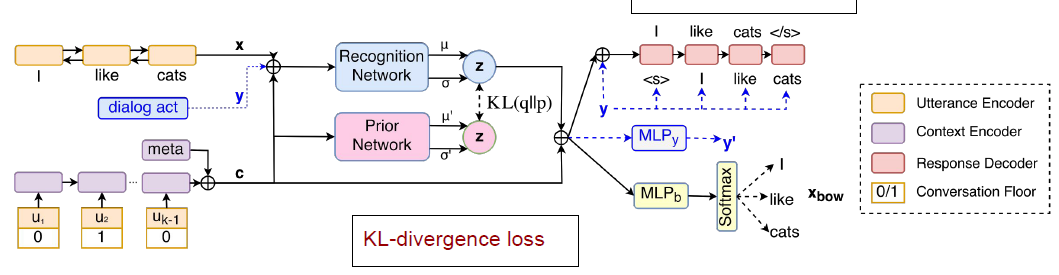 I like cats
x
dialog act
y
meta
c
u1 u2 ... uk-1
0 1 0
Recognition
Network
μ
σ
z
KL(q||p)
Prior
Network
μ'
σ'
z
I like cats </s>
<s> I like cats
y
MLPy
y'
MLPb
Softmax
I
like
cats
xbow
KL-divergence loss
Utterance Encoder
Context Encoder
Response Decoder
0/1 Conversation Floor